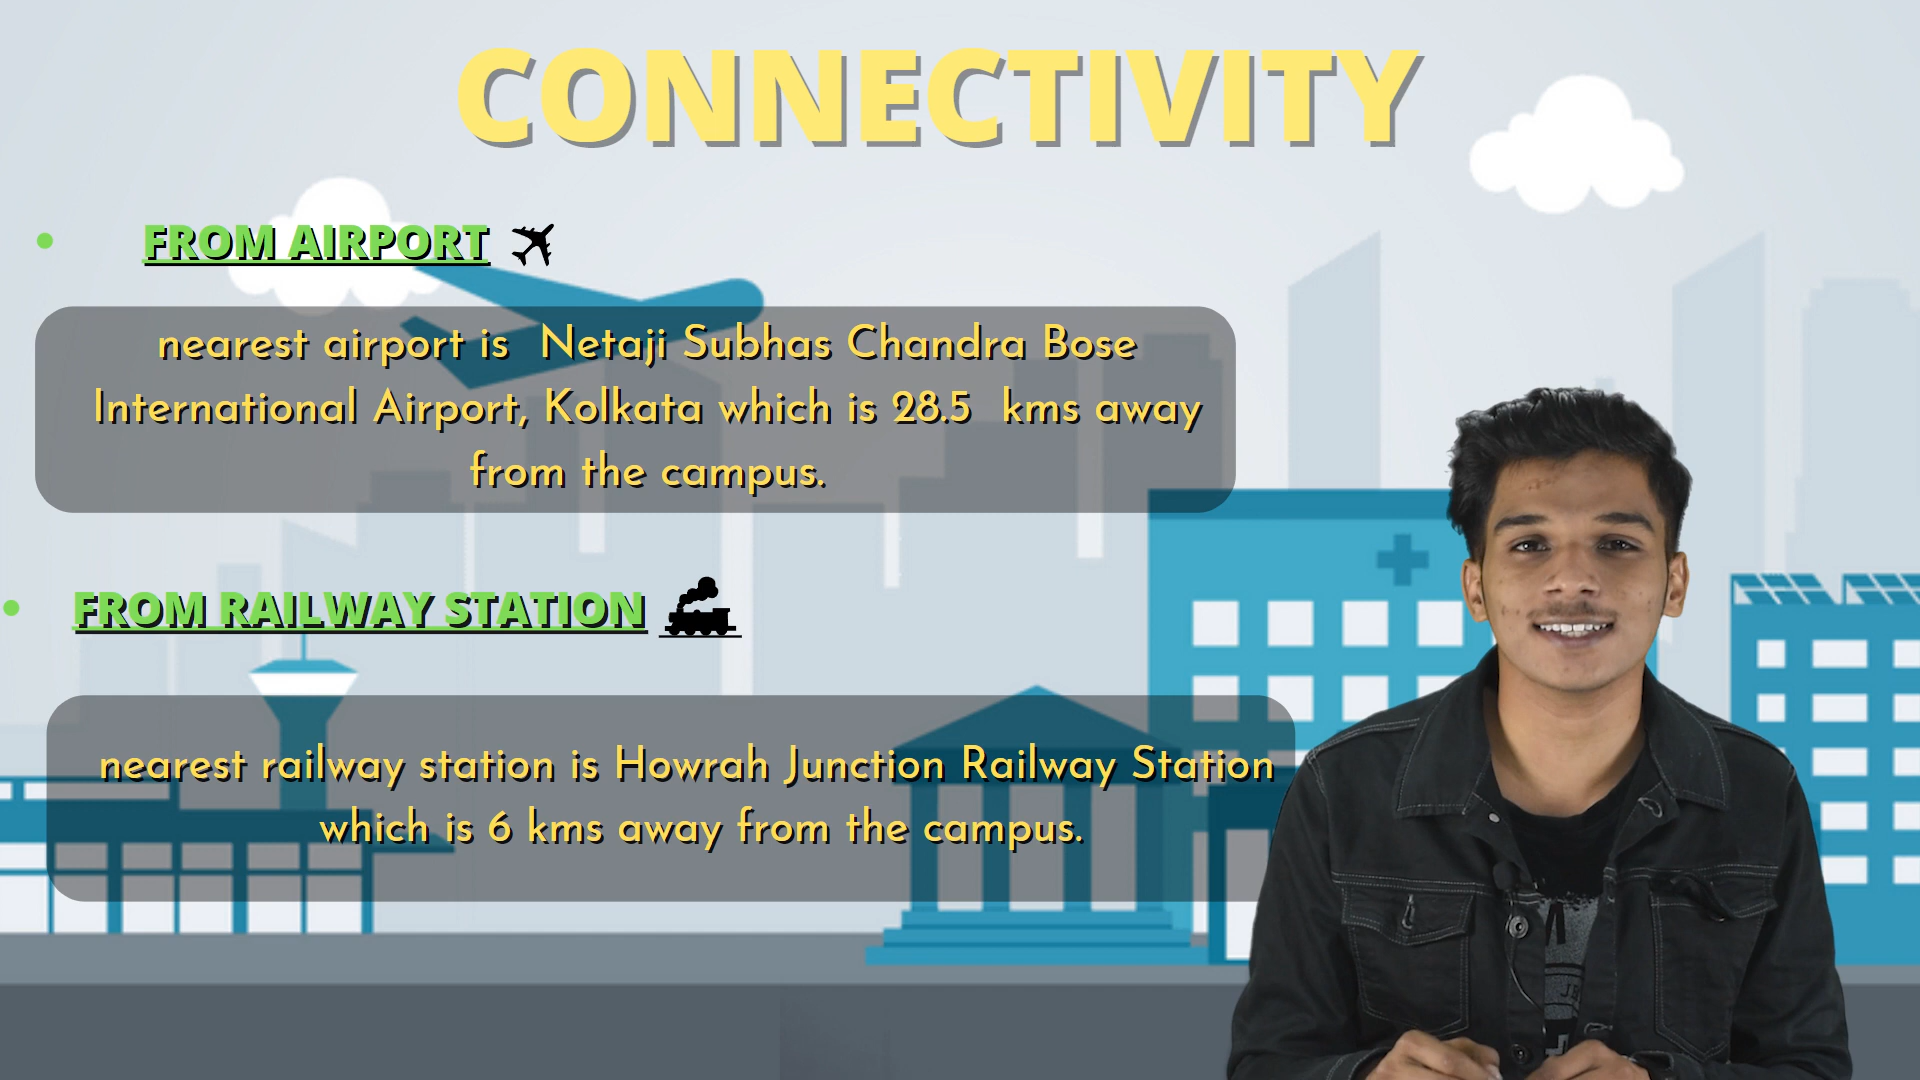 CONNECTIVITY
FROM AIRPORT
nearest airport is Netaji Subhas Chandra Bose
International Airport, Kolkata which is 28.5 kms away
from the campus.
FROM RAILWAY STATION
nearest railway station is Howrah Junction Railway Station
which is 6 kms away from the campus.